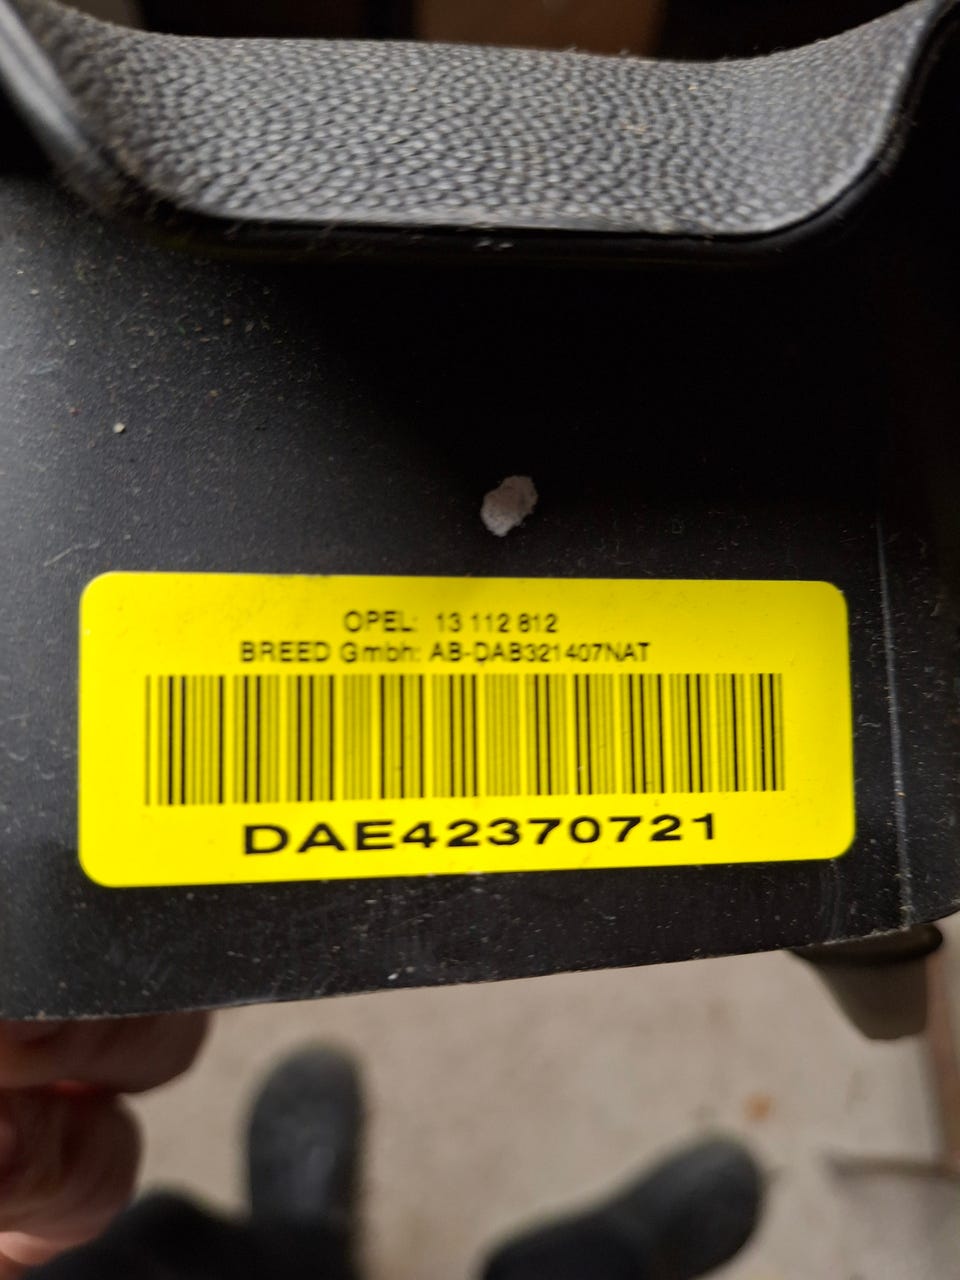 OPEL: 13 112 812
BREED Gmbh: AB-DAB321407NAT
DAE42370721